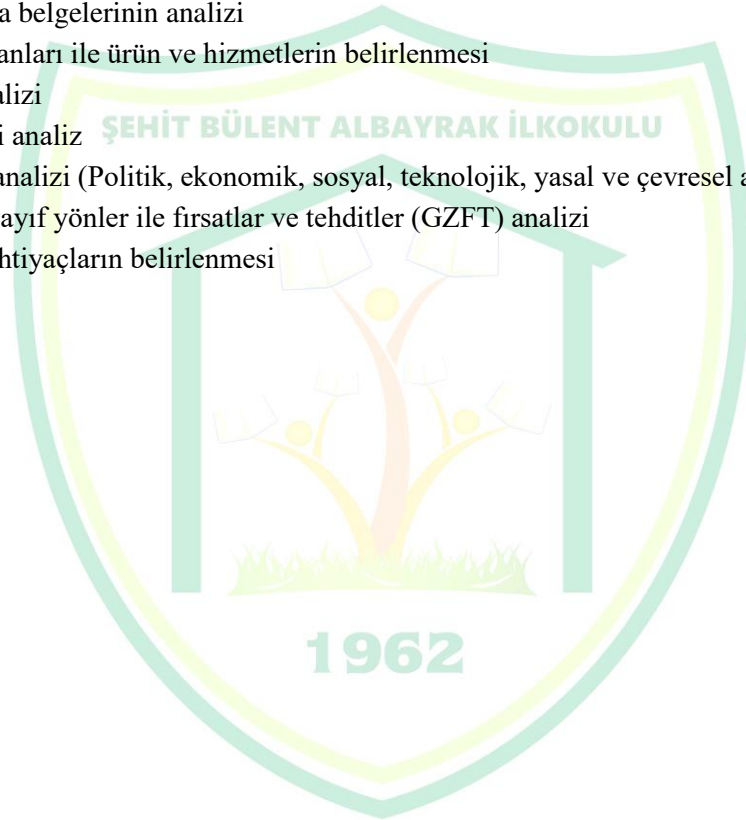 a belgelerinin analizi
anları ile ürün ve hizmetlerin belirlenmesi
alizi
i analiz
ŞEHİT BÜLENT ALBAYRAK İLKOKULU
analizi (Politik, ekonomik, sosyal, teknolojik, yasal ve çevresel a
ayıf yönler ile fırsatlar ve tehditler (GZFT) analizi
htiyaçların belirlenmesi
1962